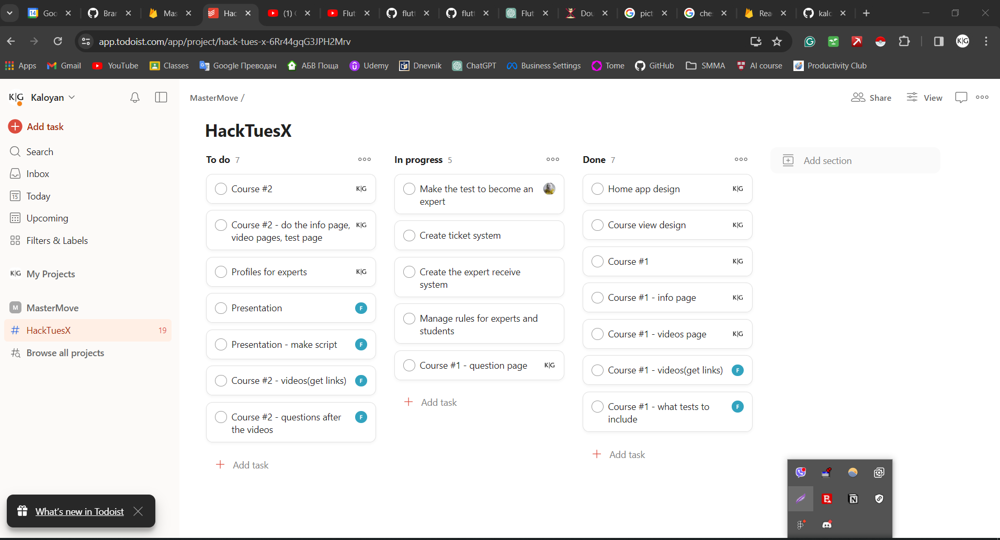 Goo
Bran
Mas
Hac
(1) C
Flut
flutt
flutt
Flut
Dou
pict
che
Rea
kalo
app.todoist.com/app/project/hack-tues-x-6Rr44gqG3JPH2Mrv
K|G
Apps
Gmail
YouTube
Classes
Google Преводач
АБВ Поща
Udemy
Dnevnik
ChatGPT
Business Settings
Tome
GitHub
SMMA
AI course
Productivity Club
K|G Kaloyan
Add task
Search
Inbox
15 Today
Upcoming
Filters & Labels
K|G My Projects
M MasterMove
# HackTuesX 19
Browse all projects
What's new in Todoist
MasterMove /
Share
View
HackTuesX
To do 7
Course #2 K|G
Course #2 - do the info page, K|G
video pages, test page
Profiles for experts K|G
Presentation F
Presentation - make script F
Course #2 - videos(get links) F
Course #2 - questions after F
the videos
Add task
In progress 5
Make the test to become an
expert
Create ticket system
Create the expert receive
system
Manage rules for experts and
students
Course #1 - question page K|G
Add task
Done 7
Home app design K|G
Course view design K|G
Course #1 K|G
Course #1 - info page K|G
Course #1 - videos page K|G
Course #1 - videos(get links) F
Course #1 - what tests to F
include
Add task
Add section